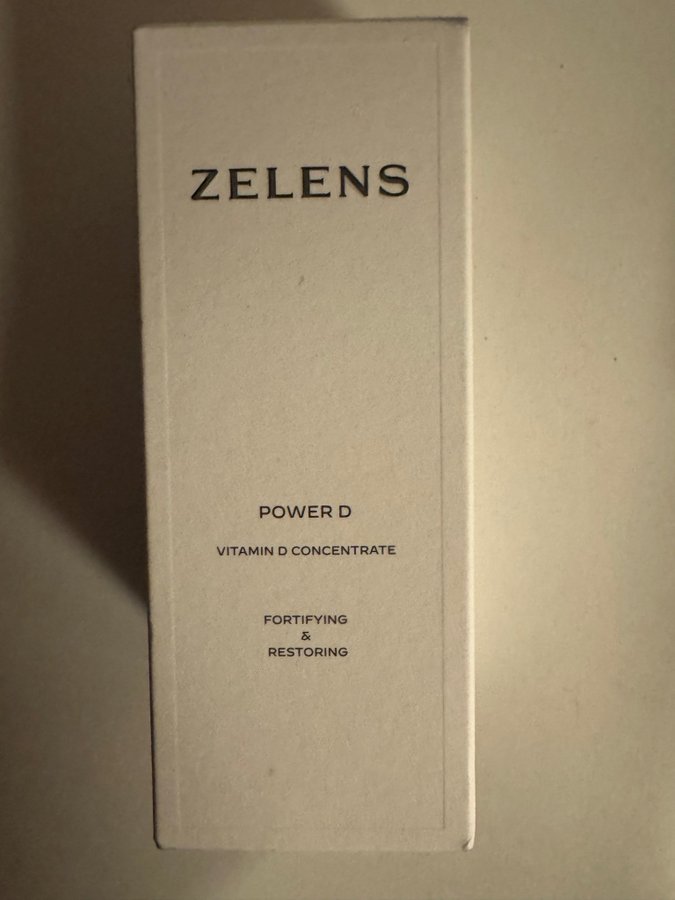 ZELENS
POWER D
VITAMIN D CONCENTRATE
FORTIFYING
&
RESTORING